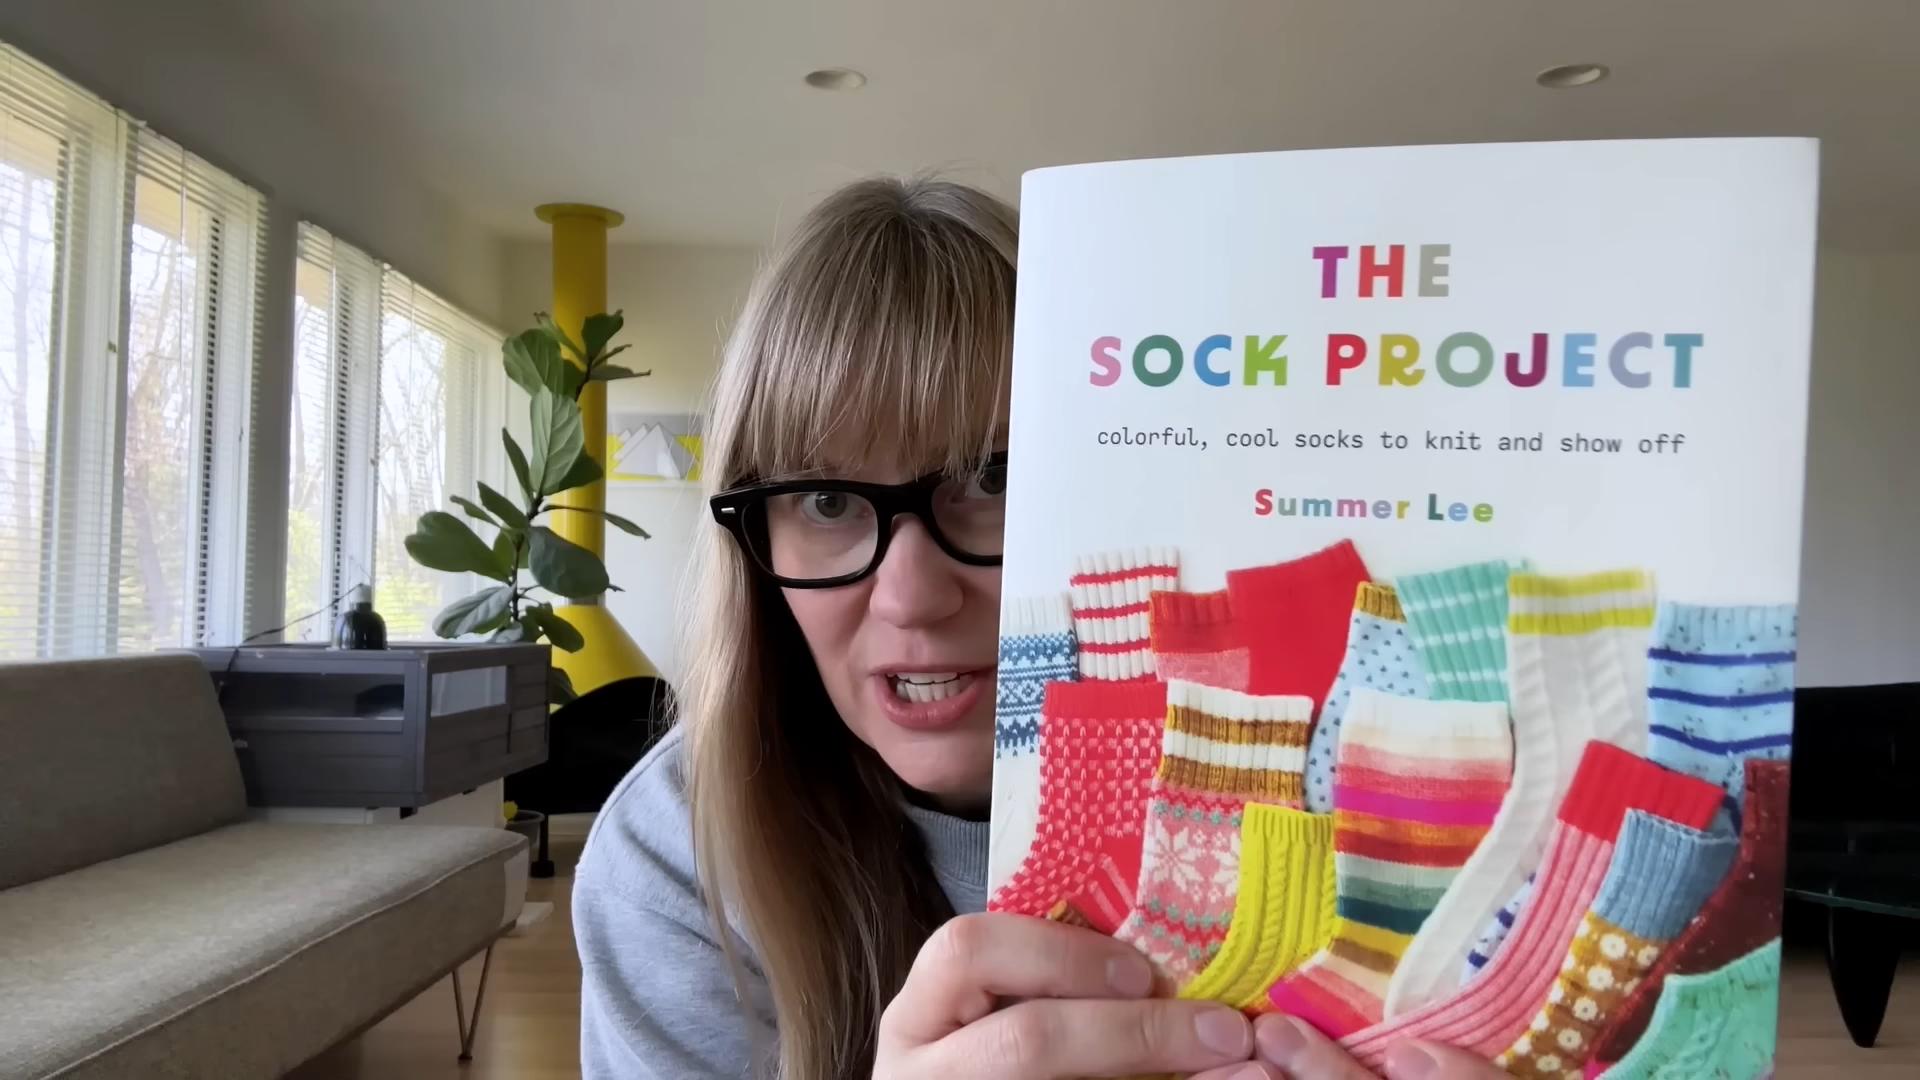 THE
SOCK PROJECT
colorful, cool socks to knit and show off
Summer Lee